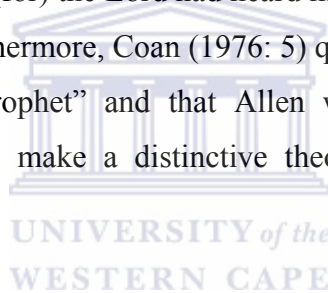 the Lord had heard
hermore, Coan (1976: 5) q
rophet” and that Allen
make a distinctive
UNIVERSITY of the
WESTERN CAPE